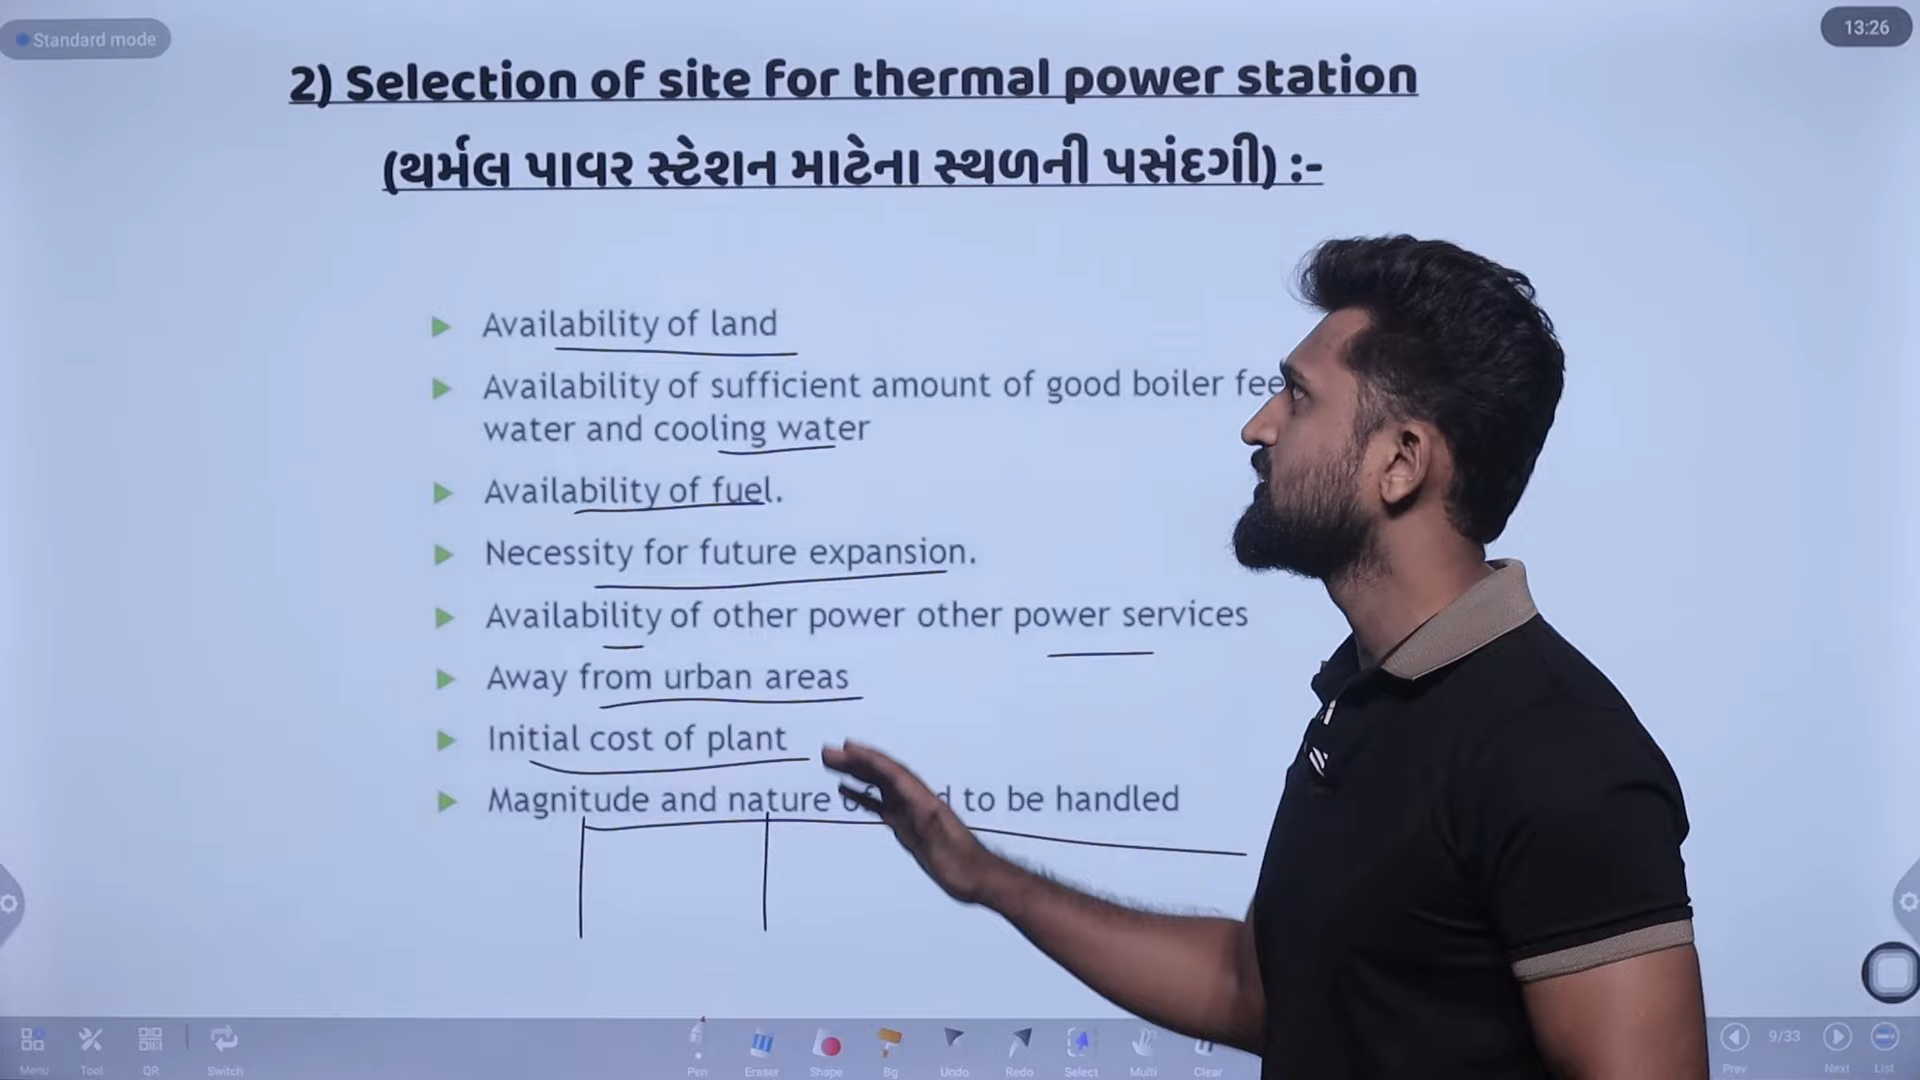 Standard mode
13:26
2) Selection of site for thermal power station
(થર્મલ પાવર સ્ટેશન માટેના સ્થળની પસંદગી) :-
Availability of land
Availability of sufficient amount of good boiler fee
water and cooling water
Availability of fuel.
Necessity for future expansion.
Availability of other power other power services
Away from urban areas
Initial cost of plant
Magnitude and nature to be handled
Menu Tool QR Switch Pen Eraser Shape Bg Undo Redo Select Multi Clear Prev 9/33 Next List